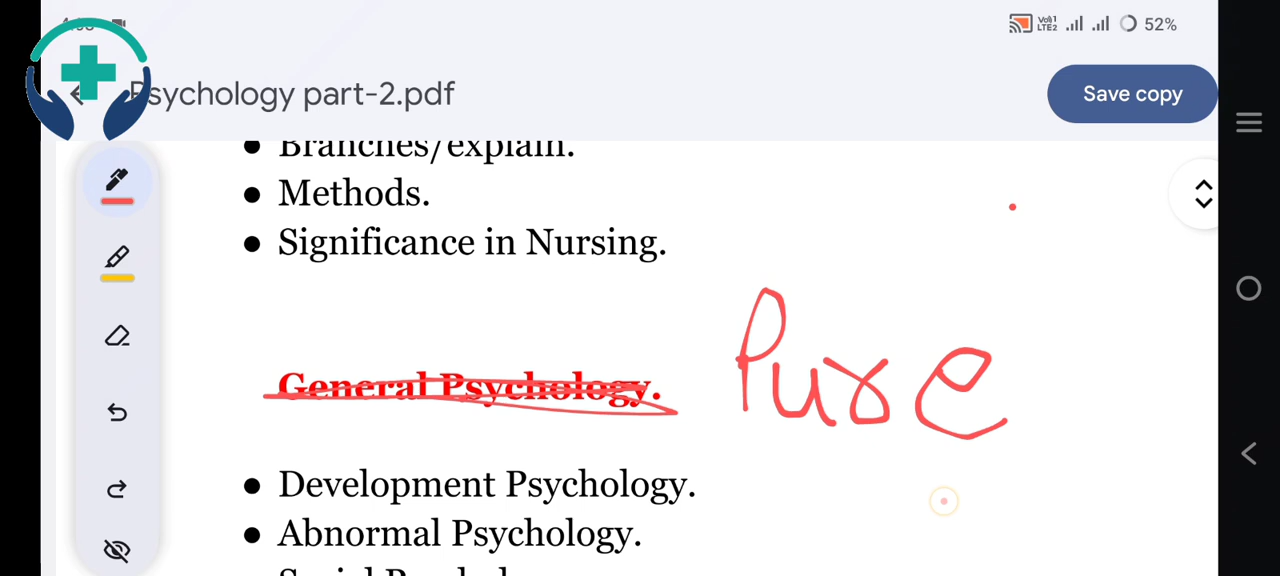 52%
Psychology part-2.pdf
Save copy
• Branches/explain.
• Methods.
• Significance in Nursing.
General Psychology.
Pure
• Development Psychology.
• Abnormal Psychology.